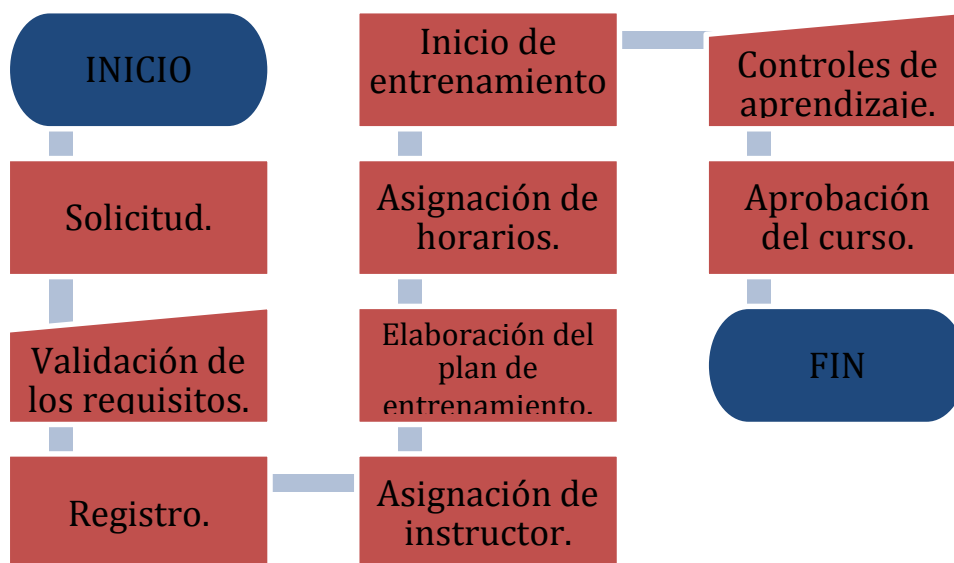 INICIO
Solicitud.
Validación de
los requisitos.
Registro.
Asignación de
instructor.
Elaboración del
plan de
entrenamiento.
Asignación de
horarios.
Inicio de
entrenamiento
Controles de
aprendizaje.
Aprobación
del curso.
FIN